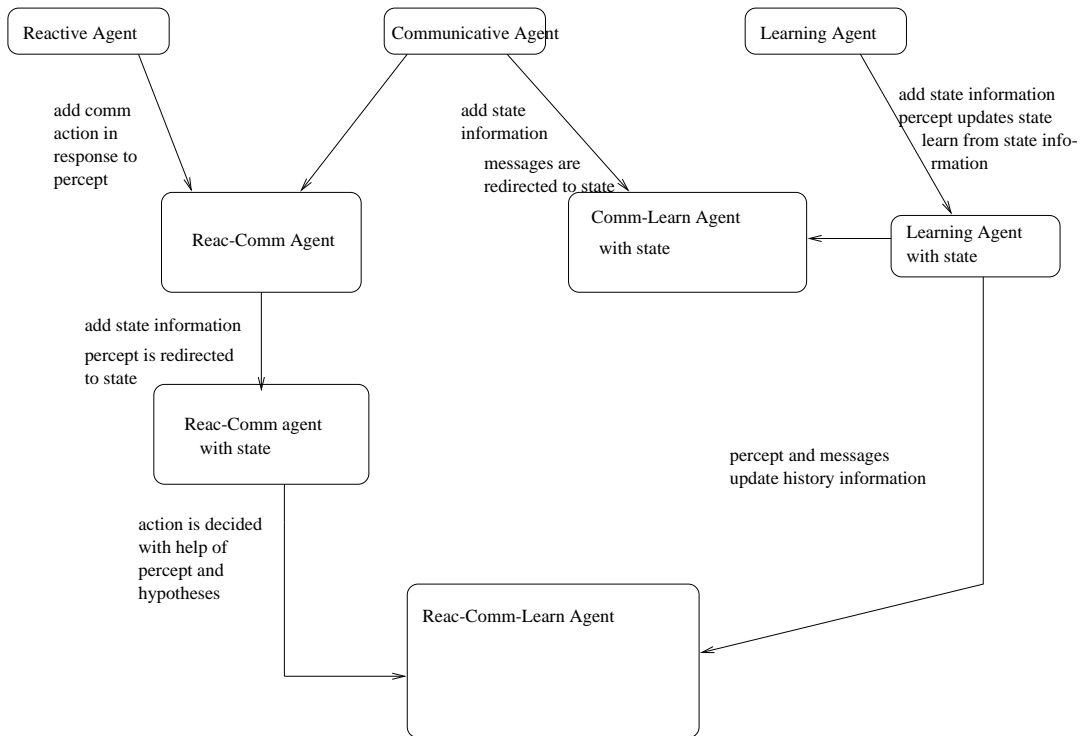 Reactive Agent
Communicative Agent
Learning Agent
add comm
action in
response to
percept
add state
information
messages are
redirected to state
add state information
percept updates state
learn from state info-
rmation
Reac-Comm Agent
Comm-Learn Agent
with state
Learning Agent
with state
add state information
percept is redirected
to state
Reac-Comm agent
with state
percept and messages
update history information
action is decided
with help of
percept and
hypotheses
Reac-Comm-Learn Agent